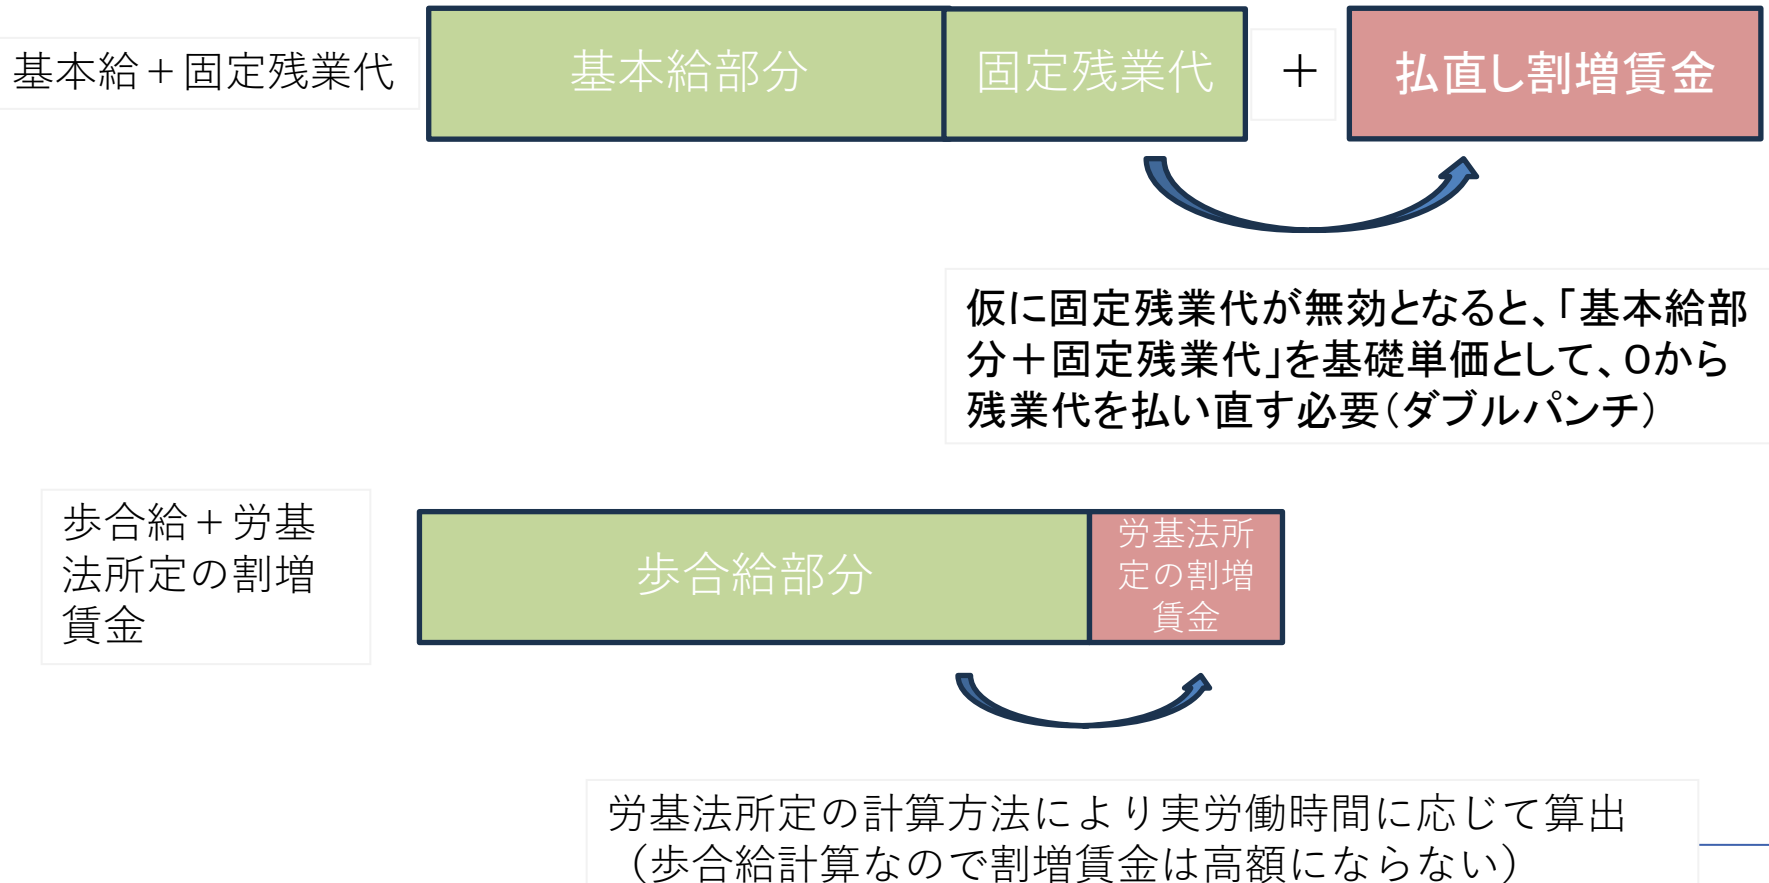 基本給＋固定残業代
基本給部分
固定残業代
＋
払直し割増賃金
仮に固定残業代が無効となると、「基本給部
分＋固定残業代」を基礎単価として、０から
残業代を払い直す必要（ダブルパンチ）
歩合給＋労基
法所定の割増
賃金
歩合給部分
労基法所
定の割増
賃金
労基法所定の計算方法により実労働時間に応じて算出
（歩合給計算なので割増賃金は高額にならない）